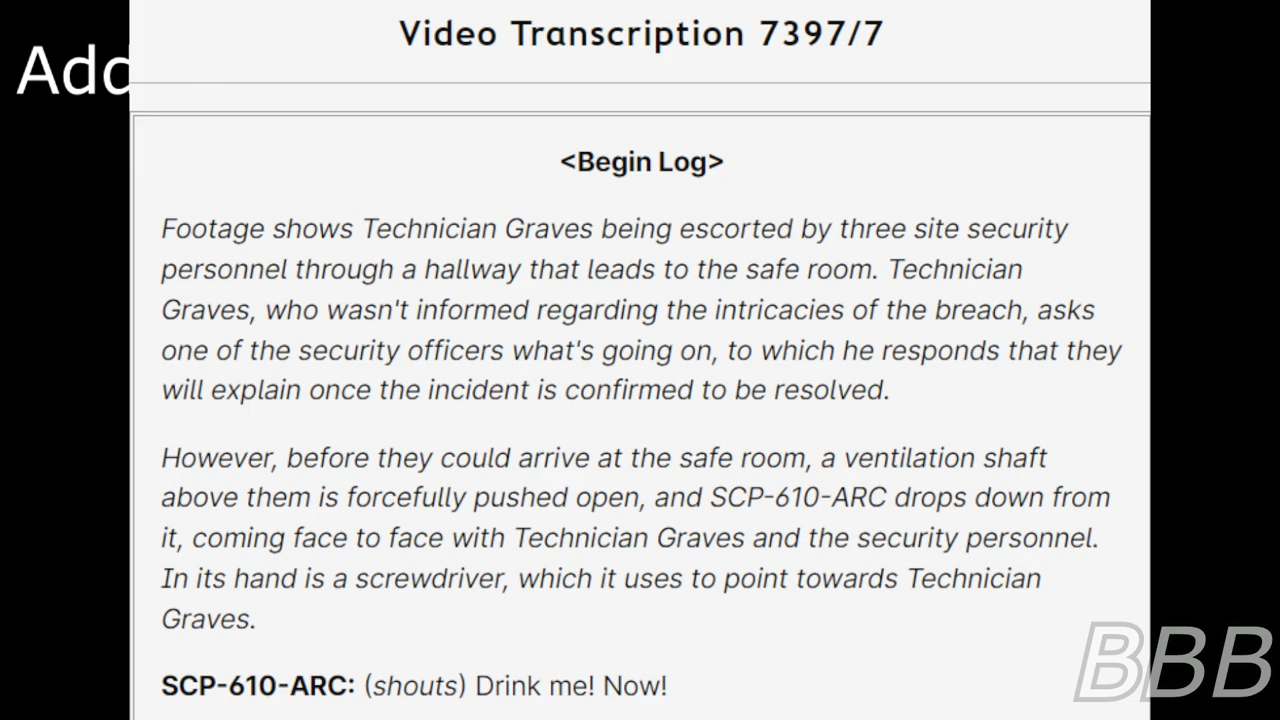 Add
Video Transcription 7397/7
<Begin Log>
Footage shows Technician Graves being escorted by three site security
personnel through a hallway that leads to the safe room. Technician
Graves, who wasn't informed regarding the intricacies of the breach, asks
one of the security officers what's going on, to which he responds that they
will explain once the incident is confirmed to be resolved.
However, before they could arrive at the safe room, a ventilation shaft
above them is forcefully pushed open, and SCP-610-ARC drops down from
it, coming face to face with Technician Graves and the security personnel.
In its hand is a screwdriver, which it uses to point towards Technician
Graves.
SCP-610-ARC: (shouts) Drink me! Now!
BBB